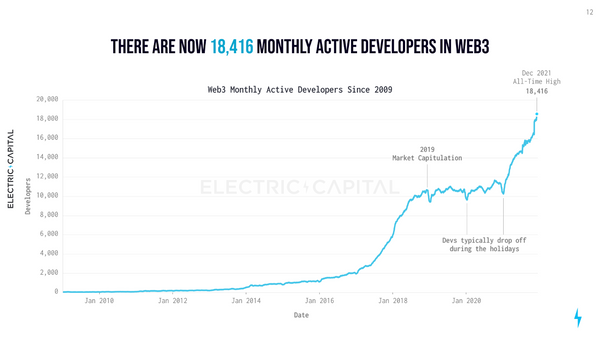 12
THERE ARE NOW 18,416 MONTHLY ACTIVE DEVELOPERS IN WEB3
Dec 2021
All-Time High
18,416
Web3 Monthly Active Developers Since 2009
20,000
18,000
16,000
14,000
12,000
10,000
8,000
6,000
4,000
2,000
0
Developers
ELECTRIC CAPITAL
2019
Market Capitulation
ELECTRIC CAPITAL
Devs typically drop off
during the holidays
Jan 2010
Jan 2012
Jan 2014
Jan 2016
Jan 2018
Jan 2020
Date